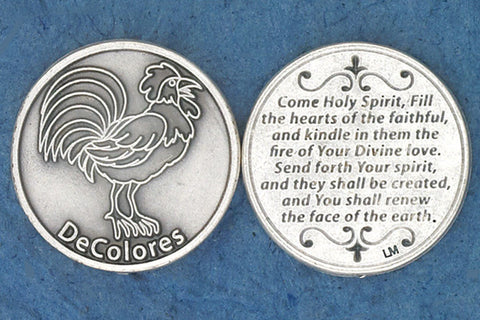 DeColores
Come Holy Spirit, Fill
the hearts of the faithful,
and kindle in them the
fire of Your Divine love.
Send forth Your spirit,
and they shall be created,
and You shall renew
the face of the earth.
LM